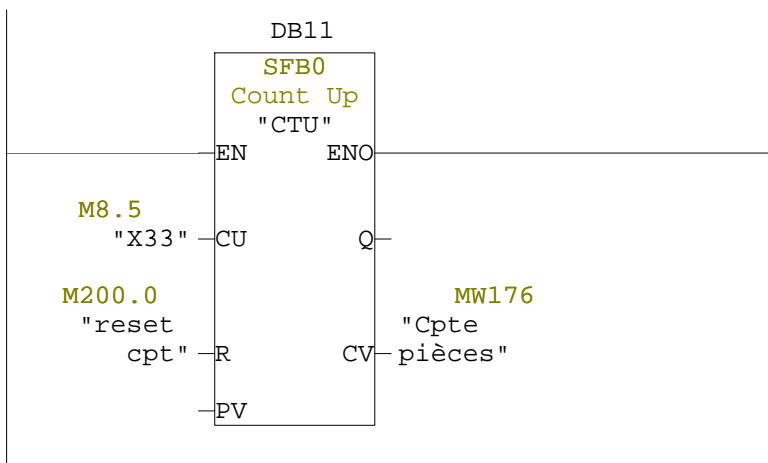 DB11
SFB0
Count Up
"CTU"
EN ENO
M8.5
"X33" CU Q
M200.0 MW176
"reset "Cpte
cpt" R CV pièces"
PV